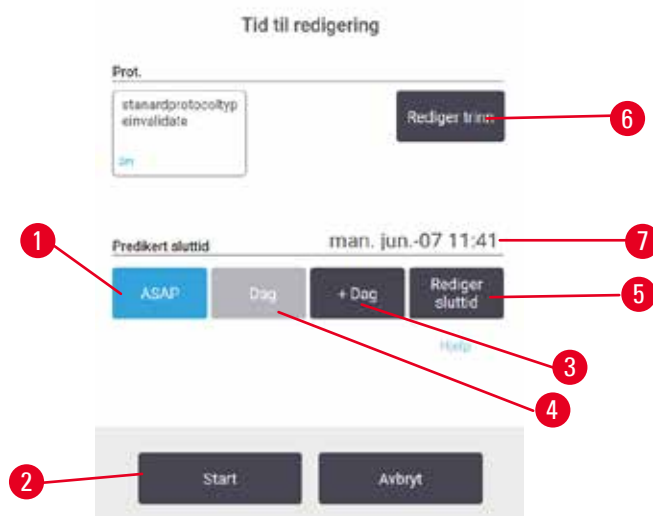 Tid til redigering
Prot.
stanardprotocoltyp
einvalidate
Rediger trinn
6
1
Predikert sluttid
man. jun.-07 11:41
7
ASAP
Dag
+ Dag
Rediger
sluttid
5
Hjelp
3
4
2
Start
Avbryt